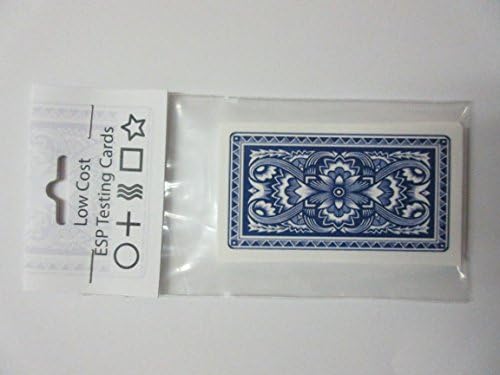 Low Cost
ESP Testing Cards